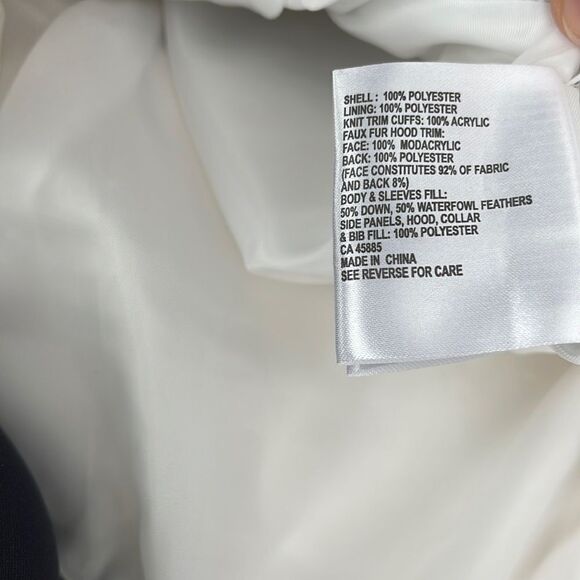 SHELL : 100% POLYESTER
LINING: 100% POLYESTER
KNIT TRIM CUFFS: 100% ACRYLIC
FAUX FUR HOOD TRIM:
FACE: 100% MODACRYLIC
BACK: 100% POLYESTER
(FACE CONSTITUTES 92% OF FABRIC
AND BACK 8%)
BODY & SLEEVES FILL:
50% DOWN, 50% WATERFOWL FEATHERS
SIDE PANELS, HOOD, COLLAR
& BIB FILL: 100% POLYESTER
CA 45885
MADE IN CHINA
SEE REVERSE FOR CARE